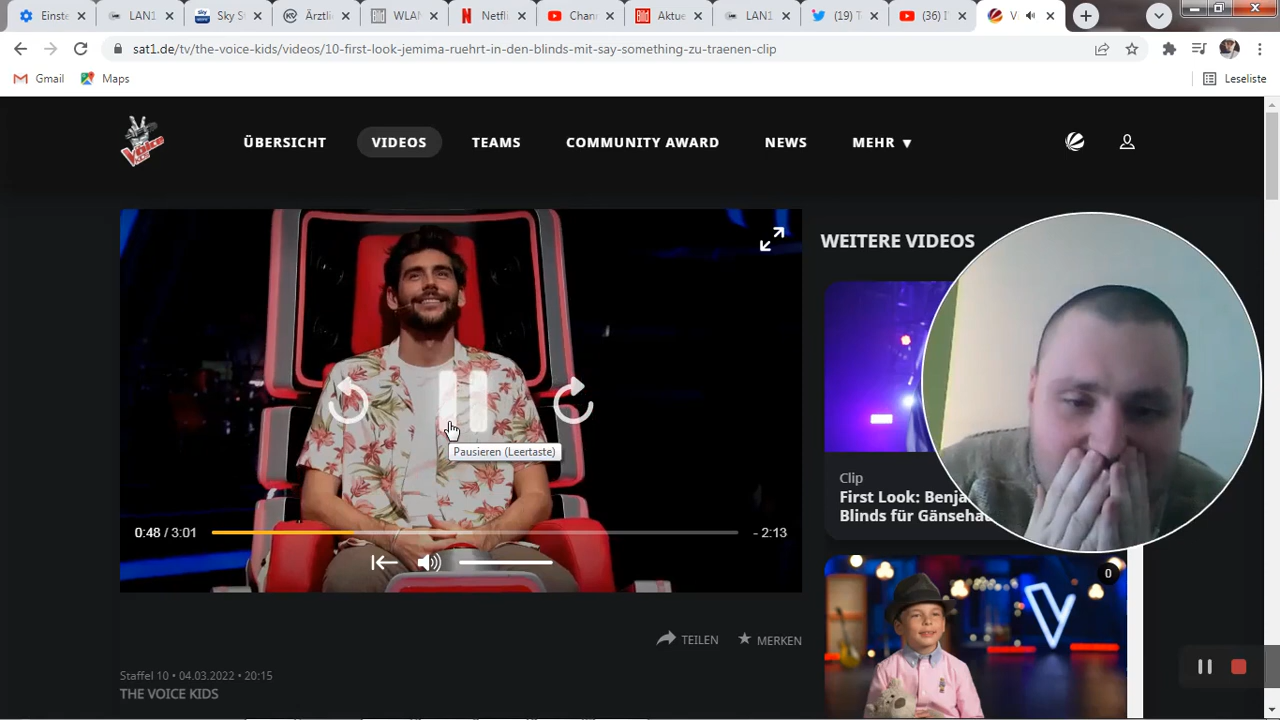 Einste
LAN1
Sky S
Ärztli
WLAN
Netfl
Chan
Aktue
LAN1
(19) T
(36) I
V
sat1.de/tv/the-voice-kids/videos/10-first-look-jemima-ruehrt-in-den-blinds-mit-say-something-zu-traenen-clip
Gmail
Maps
Leseliste
ÜBERSICHT
VIDEOS
TEAMS
COMMUNITY AWARD
NEWS
MEHR ▼
WEITERE VIDEOS
Pausieren (Leertaste)
0:48 / 3:01
- 2:13
Clip
First Look: Benja
Blinds für Gänsehau
0
TEILEN
MERKEN
Staffel 10 • 04.03.2022 • 20:15
THE VOICE KIDS